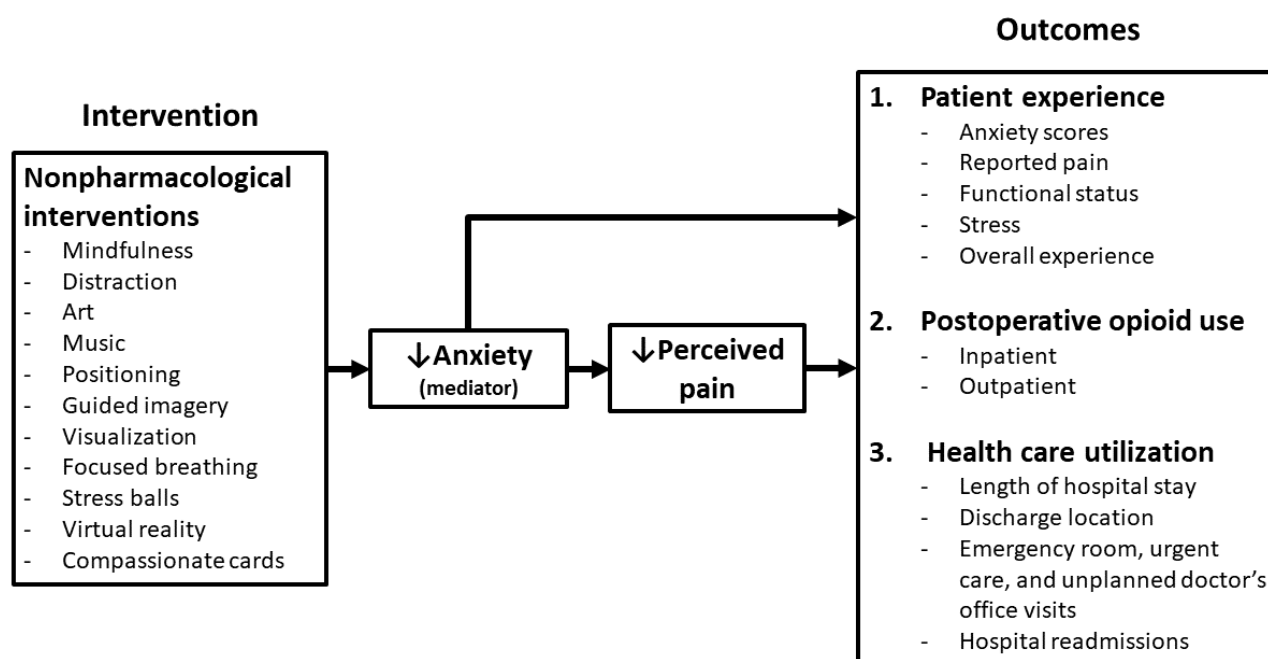 Intervention
Nonpharmacological
interventions
- Mindfulness
- Distraction
- Art
- Music
- Positioning
- Guided imagery
- Visualization
- Focused breathing
- Stress balls
- Virtual reality
- Compassionate cards
↓Anxiety
(mediator)
↓Perceived
pain
Outcomes
1. Patient experience
- Anxiety scores
- Reported pain
- Functional status
- Stress
- Overall experience
2. Postoperative opioid use
- Inpatient
- Outpatient
3. Health care utilization
- Length of hospital stay
- Discharge location
- Emergency room, urgent
care, and unplanned doctor’s
office visits
- Hospital readmissions